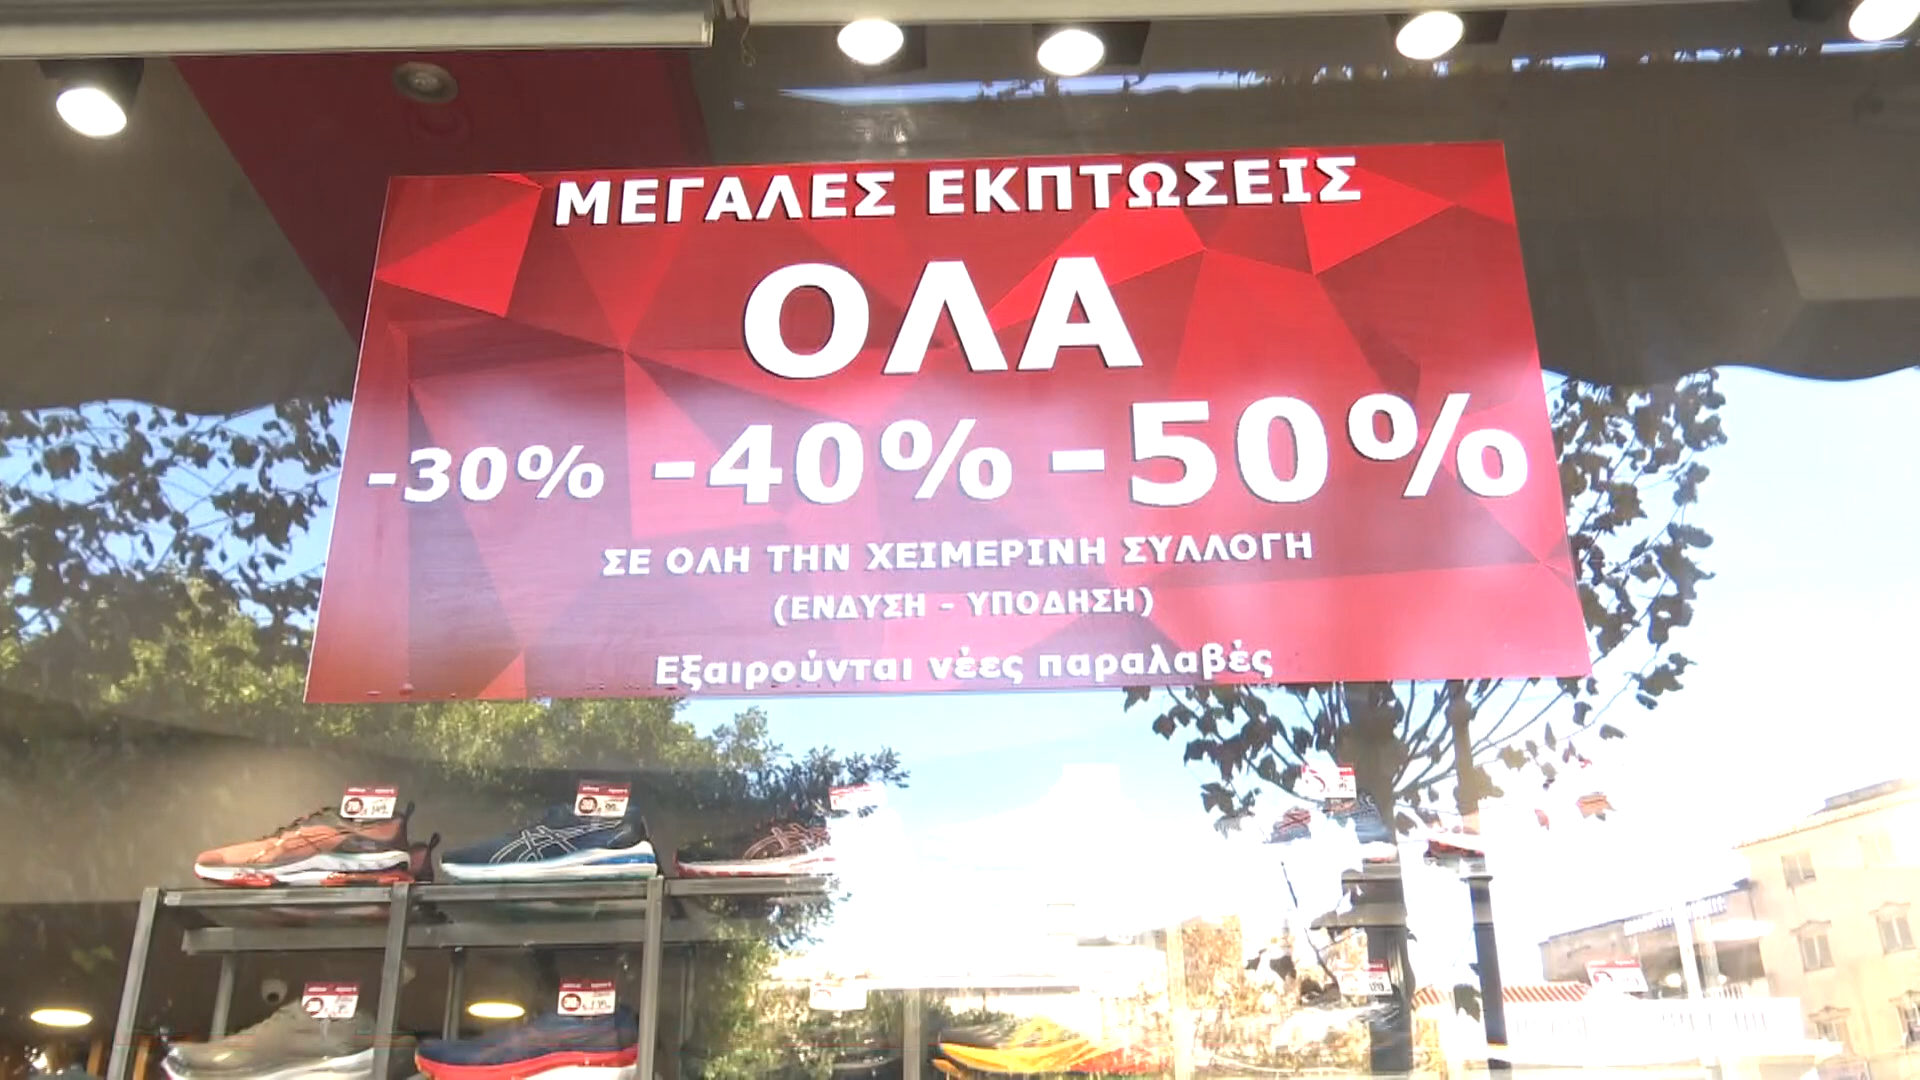 ΜΕΓΑΛΕΣ ΕΚΠΤΩΣΕΙΣ
ΟΛΑ
-30% -40% -50%
ΣΕ ΟΛΗ ΤΗΝ ΧΕΙΜΕΡΙΝΗ ΣΥΛΛΟΓΗ
(ΕΝΔΥΣΗ - ΥΠΟΔΗΣΗ)
Εξαιρούνται νέες παραλαβές